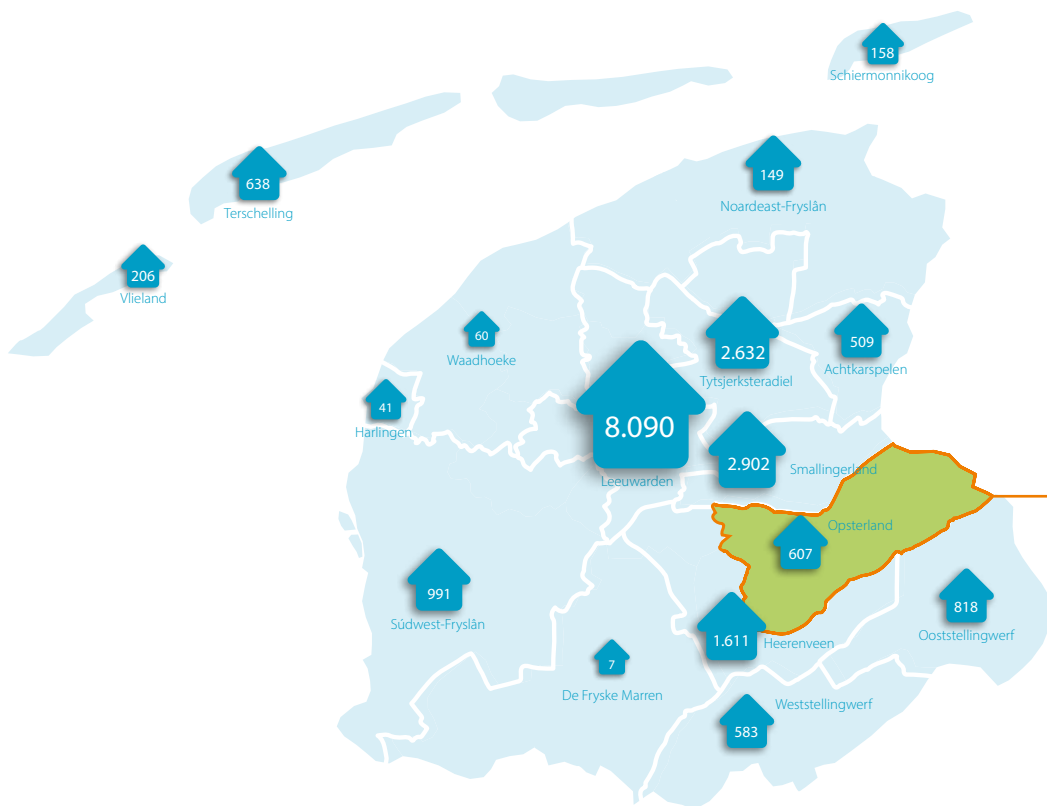 158
Schiermonnikoog
149
Noardeast-Fryslân
638
Terschelling
206
Vlieland
60
Waadhoeke
2.632
Tytsjerksteradiel
509
Achtkarspelen
41
Harlingen
8.090
Leeuwarden
2.902
Smallingerland
Opsterland
607
991
Súdwest-Fryslân
818
Ooststellingwerf
1.611
Heerenveen
7
De Fryske Marren
Weststellingwerf
583